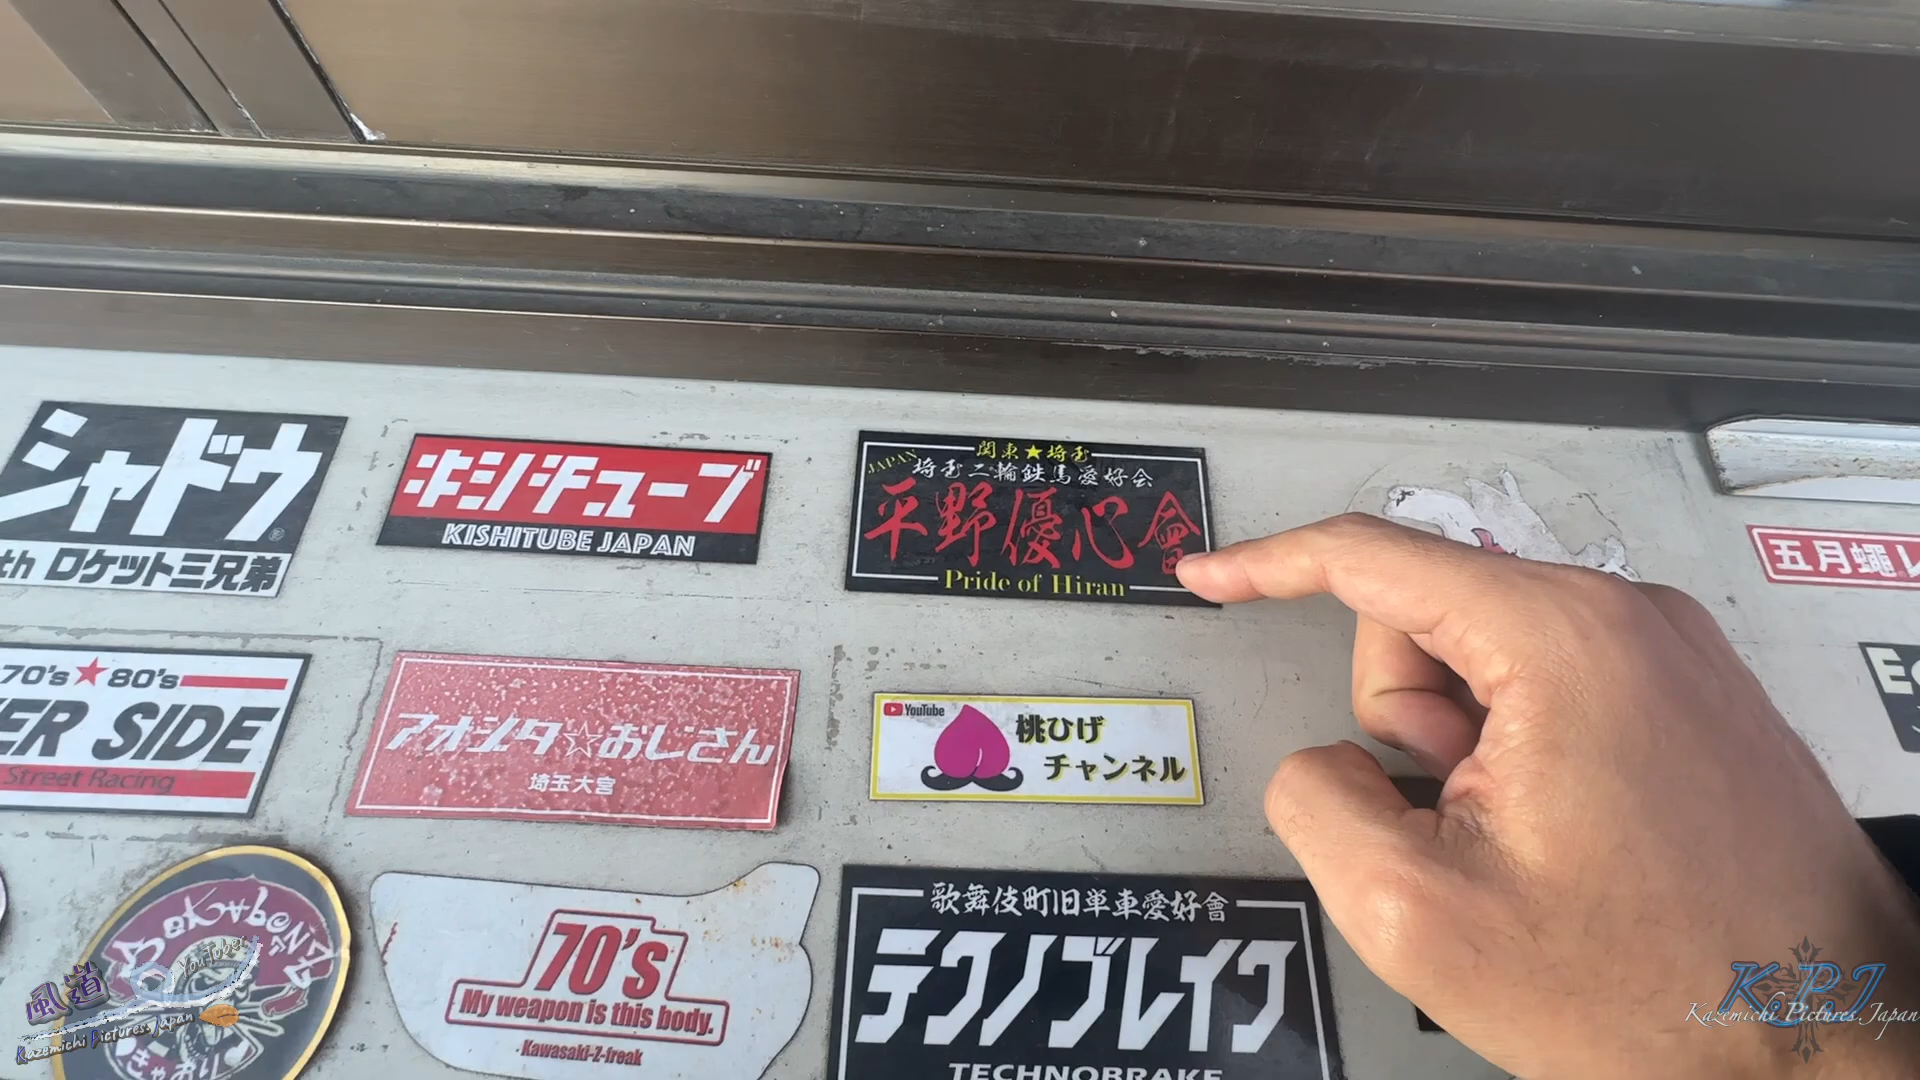 シャドウ
th ロケット三兄弟
キシチューブ
KISHITUBE JAPAN
関東★埼玉
JAPAN
埼玉二輪鉄馬愛好会
平野優心會
Pride of Hiran
五月蠅レ
70's★80's
ER SIDE
Street Racing
アオシタ☆おじさん
埼玉大宮
YouTube
桃ひげ
チャンネル
70's
My weapon is this body.
Kawasaki-Z-freak
歌舞伎町旧単車愛好會
テクノブレイク
TECHNOBRAKE
風道
YouTube
Kazemichi Pictures Japan
K.P.J
Kazemichi Pictures Japan